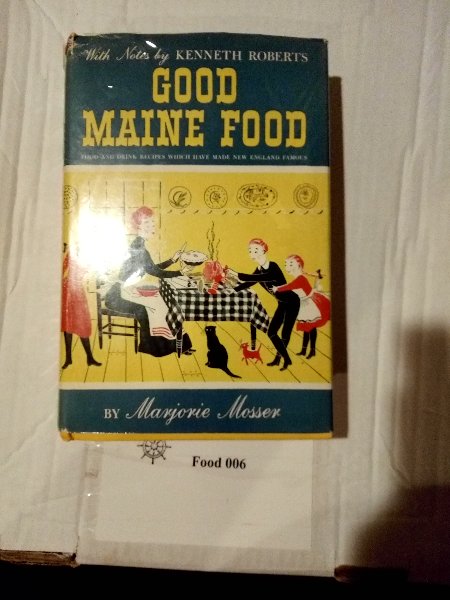 With Notes by KENNETH ROBERTS
GOOD
MAINE FOOD
FOOD AND DRINK RECIPES WHICH HAVE MADE NEW ENGLAND FAMOUS
BY Marjorie Mosser
Food 006